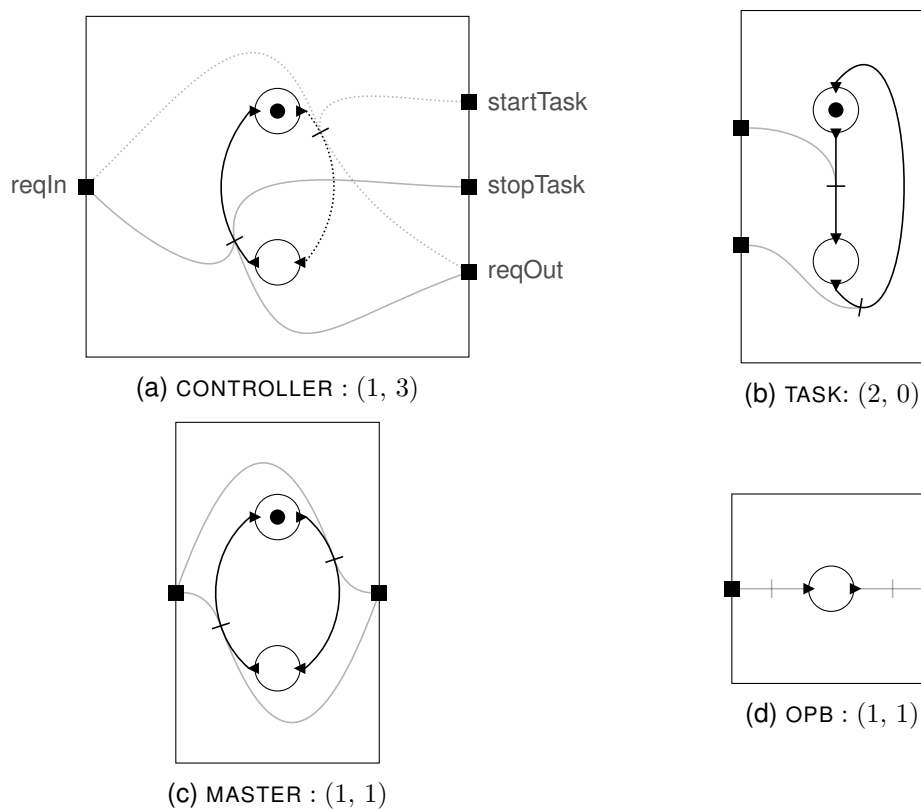 startTask
reqIn
stopTask
reqOut
(a) CONTROLLER : (1, 3)
(b) TASK: (2, 0)
(c) MASTER : (1, 1)
(d) OPB : (1, 1)